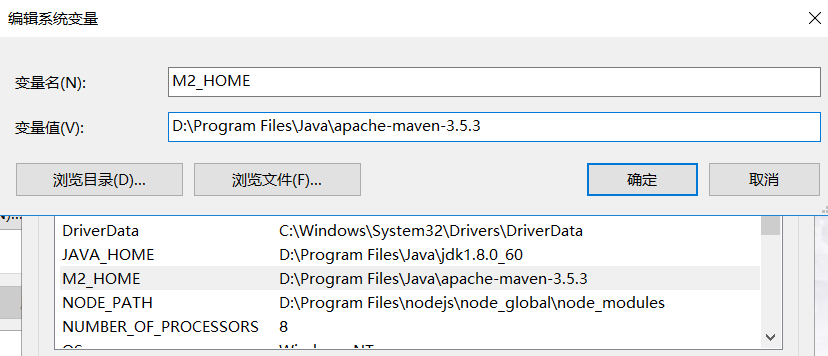 编辑系统变量
变量名(N):
M2_HOME
变量值(V):
D:\Program Files\Java\apache-maven-3.5.3
浏览目录(D)...
浏览文件(F)...
确定
取消
DriverData C:\Windows\System32\Drivers\DriverData
JAVA_HOME D:\Program Files\Java\jdk1.8.0_60
M2_HOME D:\Program Files\Java\apache-maven-3.5.3
NODE_PATH D:\Program Files\nodejs\node_global\node_modules
NUMBER_OF_PROCESSORS 8